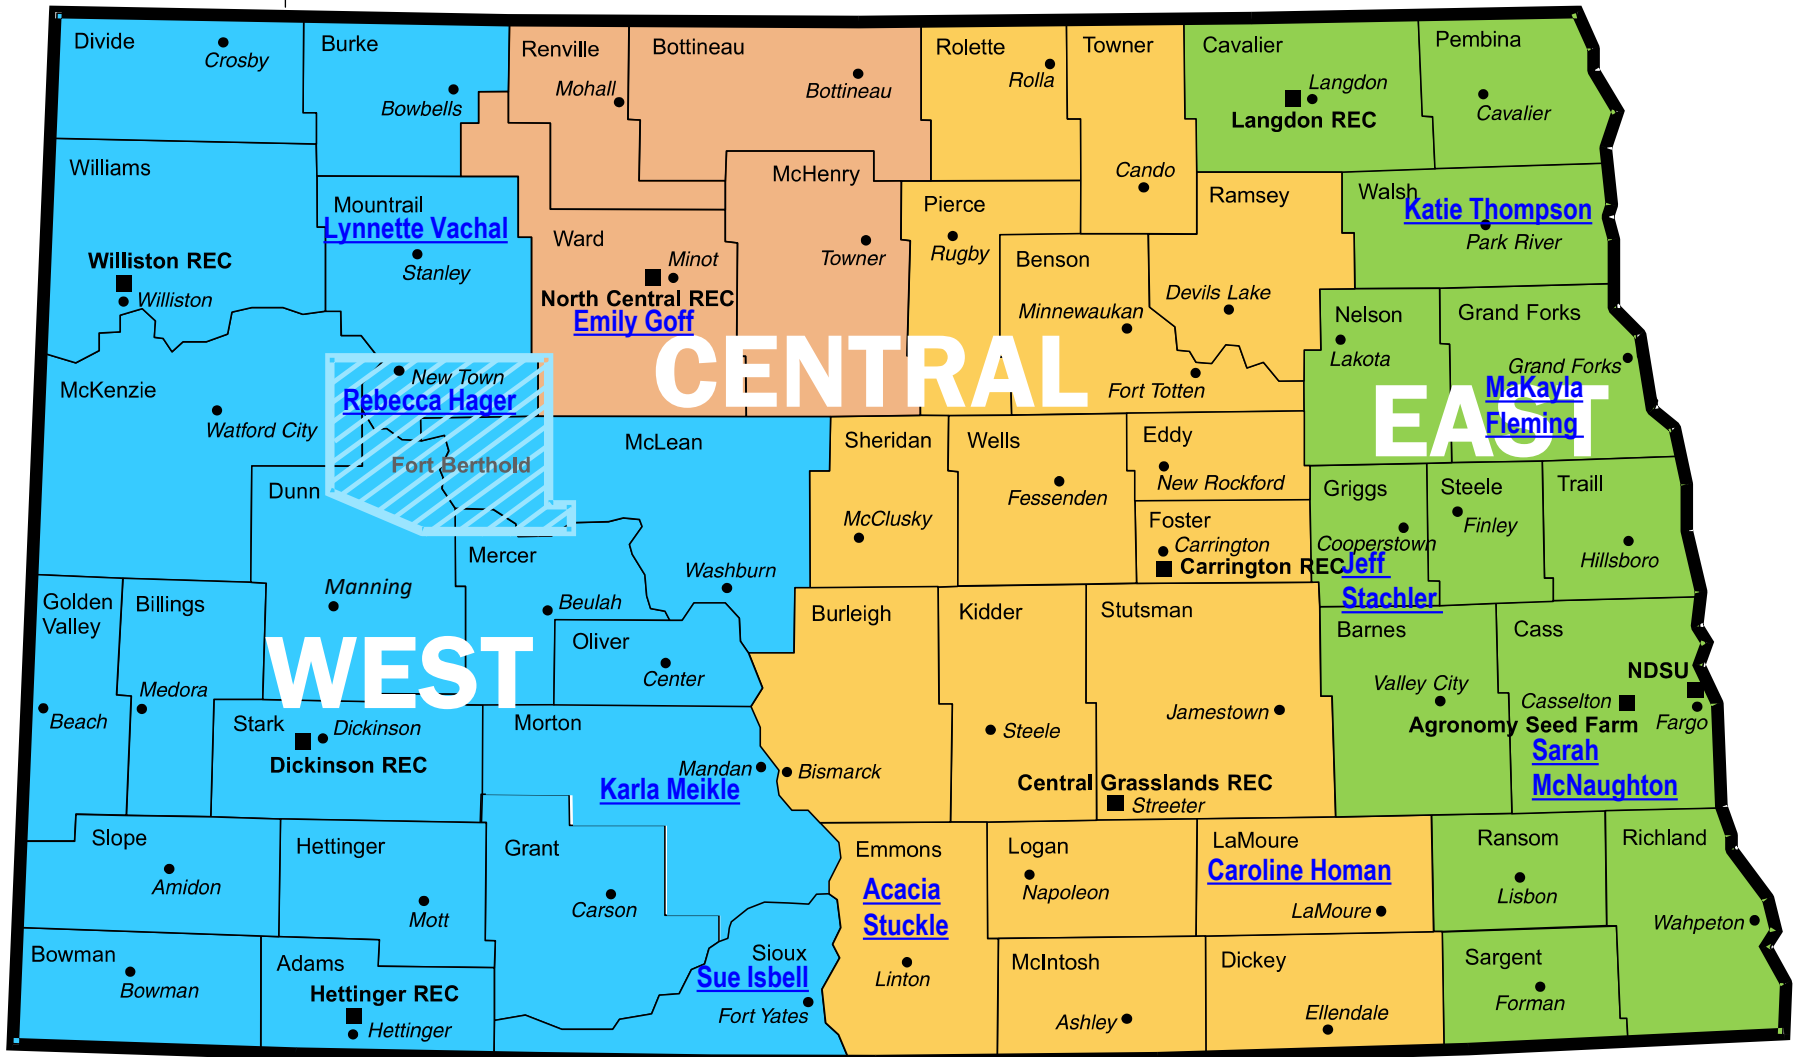 Divide
Crosby
Burke
Bowbells
Renville
Mohall
Bottineau
Bottineau
Rolette
Rolla
Towner
Cando
Cavalier
Langdon
Langdon REC
Pembina
Cavalier
Williams
Williston REC
Williston
Mountrail
Lynnette Vachal
Stanley
Ward
Minot
North Central REC
Emily Goff
McHenry
Towner
Pierce
Rugby
Benson
Minnewaukan
Fort Totten
Ramsey
Devils Lake
Walsh
Katie Thompson
Park River
Nelson
Lakota
Grand Forks
Grand Forks
MaKayla
Fleming
CENTRAL
EAST
McKenzie
Watford City
New Town
Rebecca Hager
Fort Berthold
McLean
Washburn
Sheridan
McClusky
Wells
Fessenden
Eddy
New Rockford
Foster
Carrington
Carrington REC
Griggs
Cooperstown
Jeff
Stachler
Steele
Finley
Traill
Hillsboro
Dunn
Manning
Mercer
Beulah
Golden
Valley
Beach
Billings
Medora
WEST
Oliver
Center
Burleigh
Bismarck
Kidder
Steele
Stutsman
Jamestown
Central Grasslands REC
Streeter
Barnes
Valley City
Cass
NDSU
Casselton
Fargo
Agronomy Seed Farm
Sarah
McNaughton
Stark
Dickinson
Dickinson REC
Morton
Mandan
Karla Meikle
Slope
Amidon
Hettinger
Mott
Grant
Carson
Emmons
Acacia
Stuckle
Linton
Logan
Napoleon
LaMoure
Caroline Homan
LaMoure
Ransom
Lisbon
Richland
Wahpeton
Bowman
Bowman
Adams
Hettinger REC
Hettinger
Sioux
Sue Isbell
Fort Yates
McIntosh
Ashley
Dickey
Ellendale
Sargent
Forman